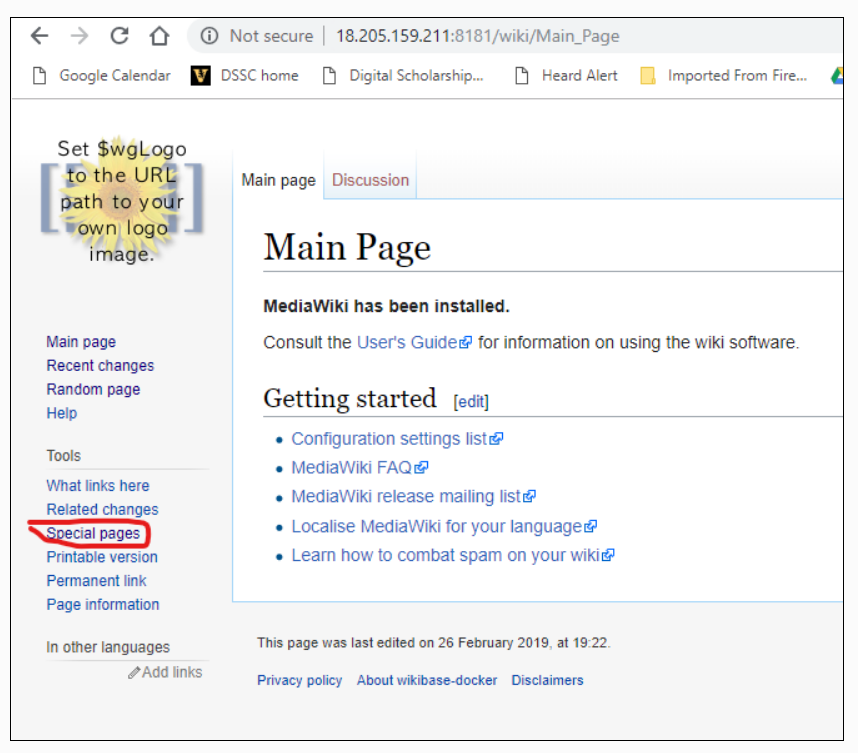 Not secure | 18.205.159.211:8181/wiki/Main_Page
Google Calendar DSSC home Digital Scholarship... Heard Alert Imported From Fire...
Set $wgLogo
to the URL
path to your
own logo
image.
Main page Discussion
Main Page
MediaWiki has been installed.
Consult the User's Guide for information on using the wiki software.
Getting started [edit]
Configuration settings list
MediaWiki FAQ
MediaWiki release mailing list
Localise MediaWiki for your language
Learn how to combat spam on your wiki
Main page
Recent changes
Random page
Help
Tools
What links here
Related changes
Special pages
Printable version
Permanent link
Page information
In other languages
Add links
This page was last edited on 26 February 2019, at 19:22.
Privacy policy About wikibase-docker Disclaimers